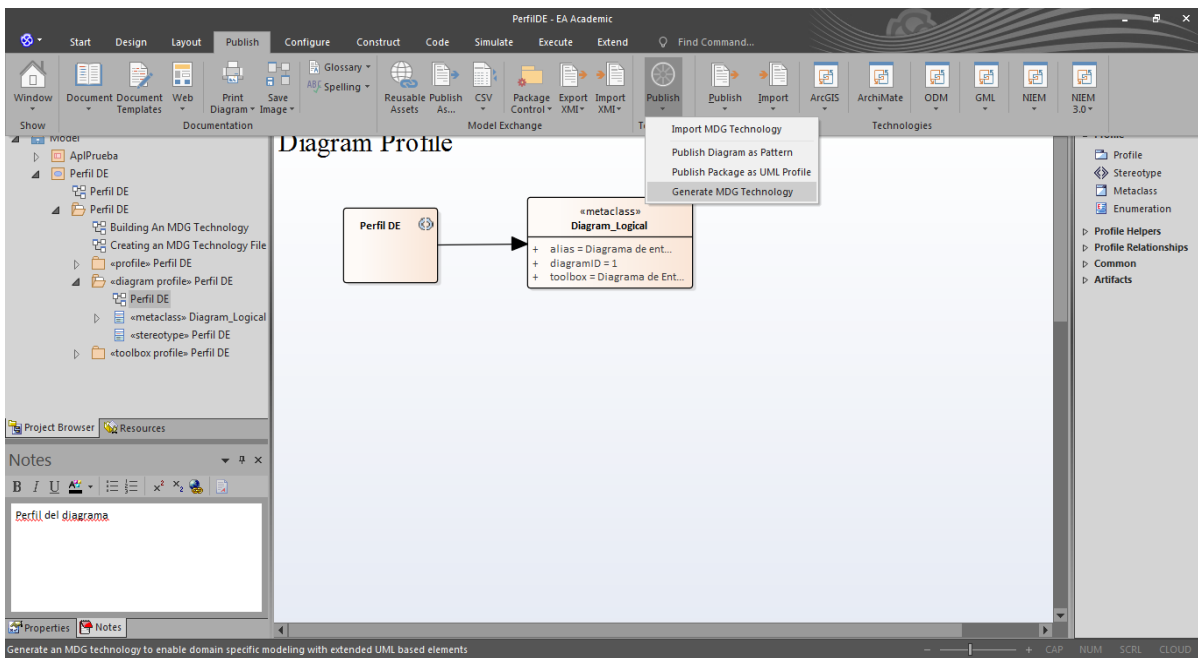 PerfilDE - EA Academic
Start Design Layout Publish Configure Construct Code Simulate Execute Extend Find Command...
Window
Document
Document Templates
Web
Print Diagram
Save Image
Glossary
Spelling
Reusable Assets
Publish As...
CSV
Package Control
Export XMI
Import XMI
Publish
Publish
Import
ArcGIS
ArchiMate
ODM
GML
NIEM
NIEM 3.0
Show
Documentation
Model Exchange
Technologies
Import MDG Technology
Publish Diagram as Pattern
Publish Package as UML Profile
Generate MDG Technology
Model
AplPrueba
Perfil DE
Perfil DE
Perfil DE
Building An MDG Technology
Creating an MDG Technology File
«profile» Perfil DE
«diagram profile» Perfil DE
Perfil DE
«metaclass» Diagram_Logical
«stereotype» Perfil DE
«toolbox profile» Perfil DE
Project Browser Resources
Notes
B I U
Perfil del diagrama
Properties Notes
Diagram Profile
Perfil DE
«metaclass»
Diagram_Logical
+ alias = Diagrama de ent...
+ diagramID = 1
+ toolbox = Diagrama de Ent...
Profile
Stereotype
Metaclass
Enumeration
Profile Helpers
Profile Relationships
Common
Artifacts
Generate an MDG technology to enable domain specific modeling with extended UML based elements
CAP NUM SCRL CLOUD